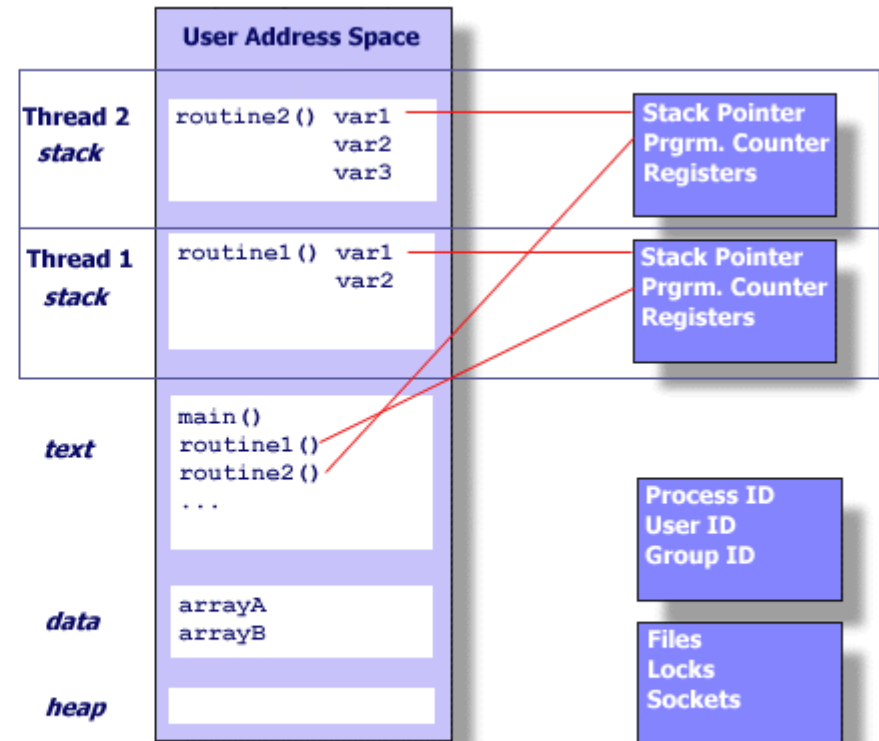 User Address Space
Thread 2
stack
routine2() var1
var2
var3
Stack Pointer
Prgrm. Counter
Registers
Thread 1
stack
routine1() var1
var2
Stack Pointer
Prgrm. Counter
Registers
text
main()
routine1()
routine2()
...
Process ID
User ID
Group ID
data
arrayA
arrayB
Files
Locks
Sockets
heap